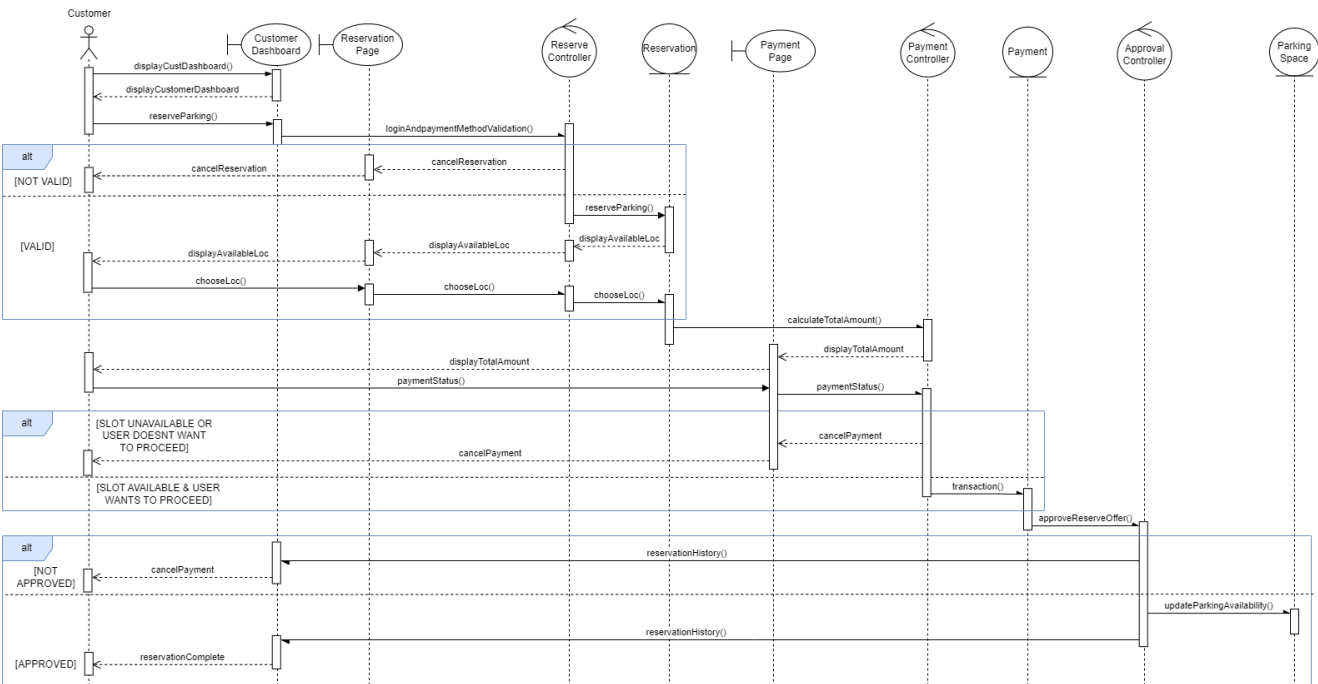 Customer
Customer
Dashboard
Reservation
Page
Reserve
Controller
Reservation
Payment
Page
Payment
Controller
Payment
Approval
Controller
Parking
Space
displayCustDashboard()
displayCustomerDashboard
reserveParking()
loginAndpaymentMethodValidation()
alt
[NOT VALID]
cancelReservation
cancelReservation
reserveParking()
[VALID]
displayAvailableLoc
displayAvailableLoc
displayAvailableLoc
chooseLoc()
chooseLoc()
chooseLoc()
calculateTotalAmount()
displayTotalAmount
displayTotalAmount
paymentStatus()
paymentStatus()
alt
[SLOT UNAVAILABLE OR
USER DOESNT WANT
TO PROCEED]
cancelPayment
cancelPayment
[SLOT AVAILABLE & USER
WANTS TO PROCEED]
transaction()
approveReserveOffer()
alt
[NOT
APPROVED]
reservationHistory()
cancelPayment
updateParkingAvailability()
reservationHistory()
[APPROVED]
reservationComplete